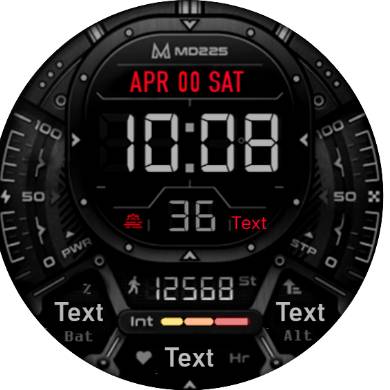 MD225
APR 00 SAT
10:08
100 100
50 50
0 0
PWR STP
36 Text
12568 St
Text Text
Bat Alt
Int
Text Hr